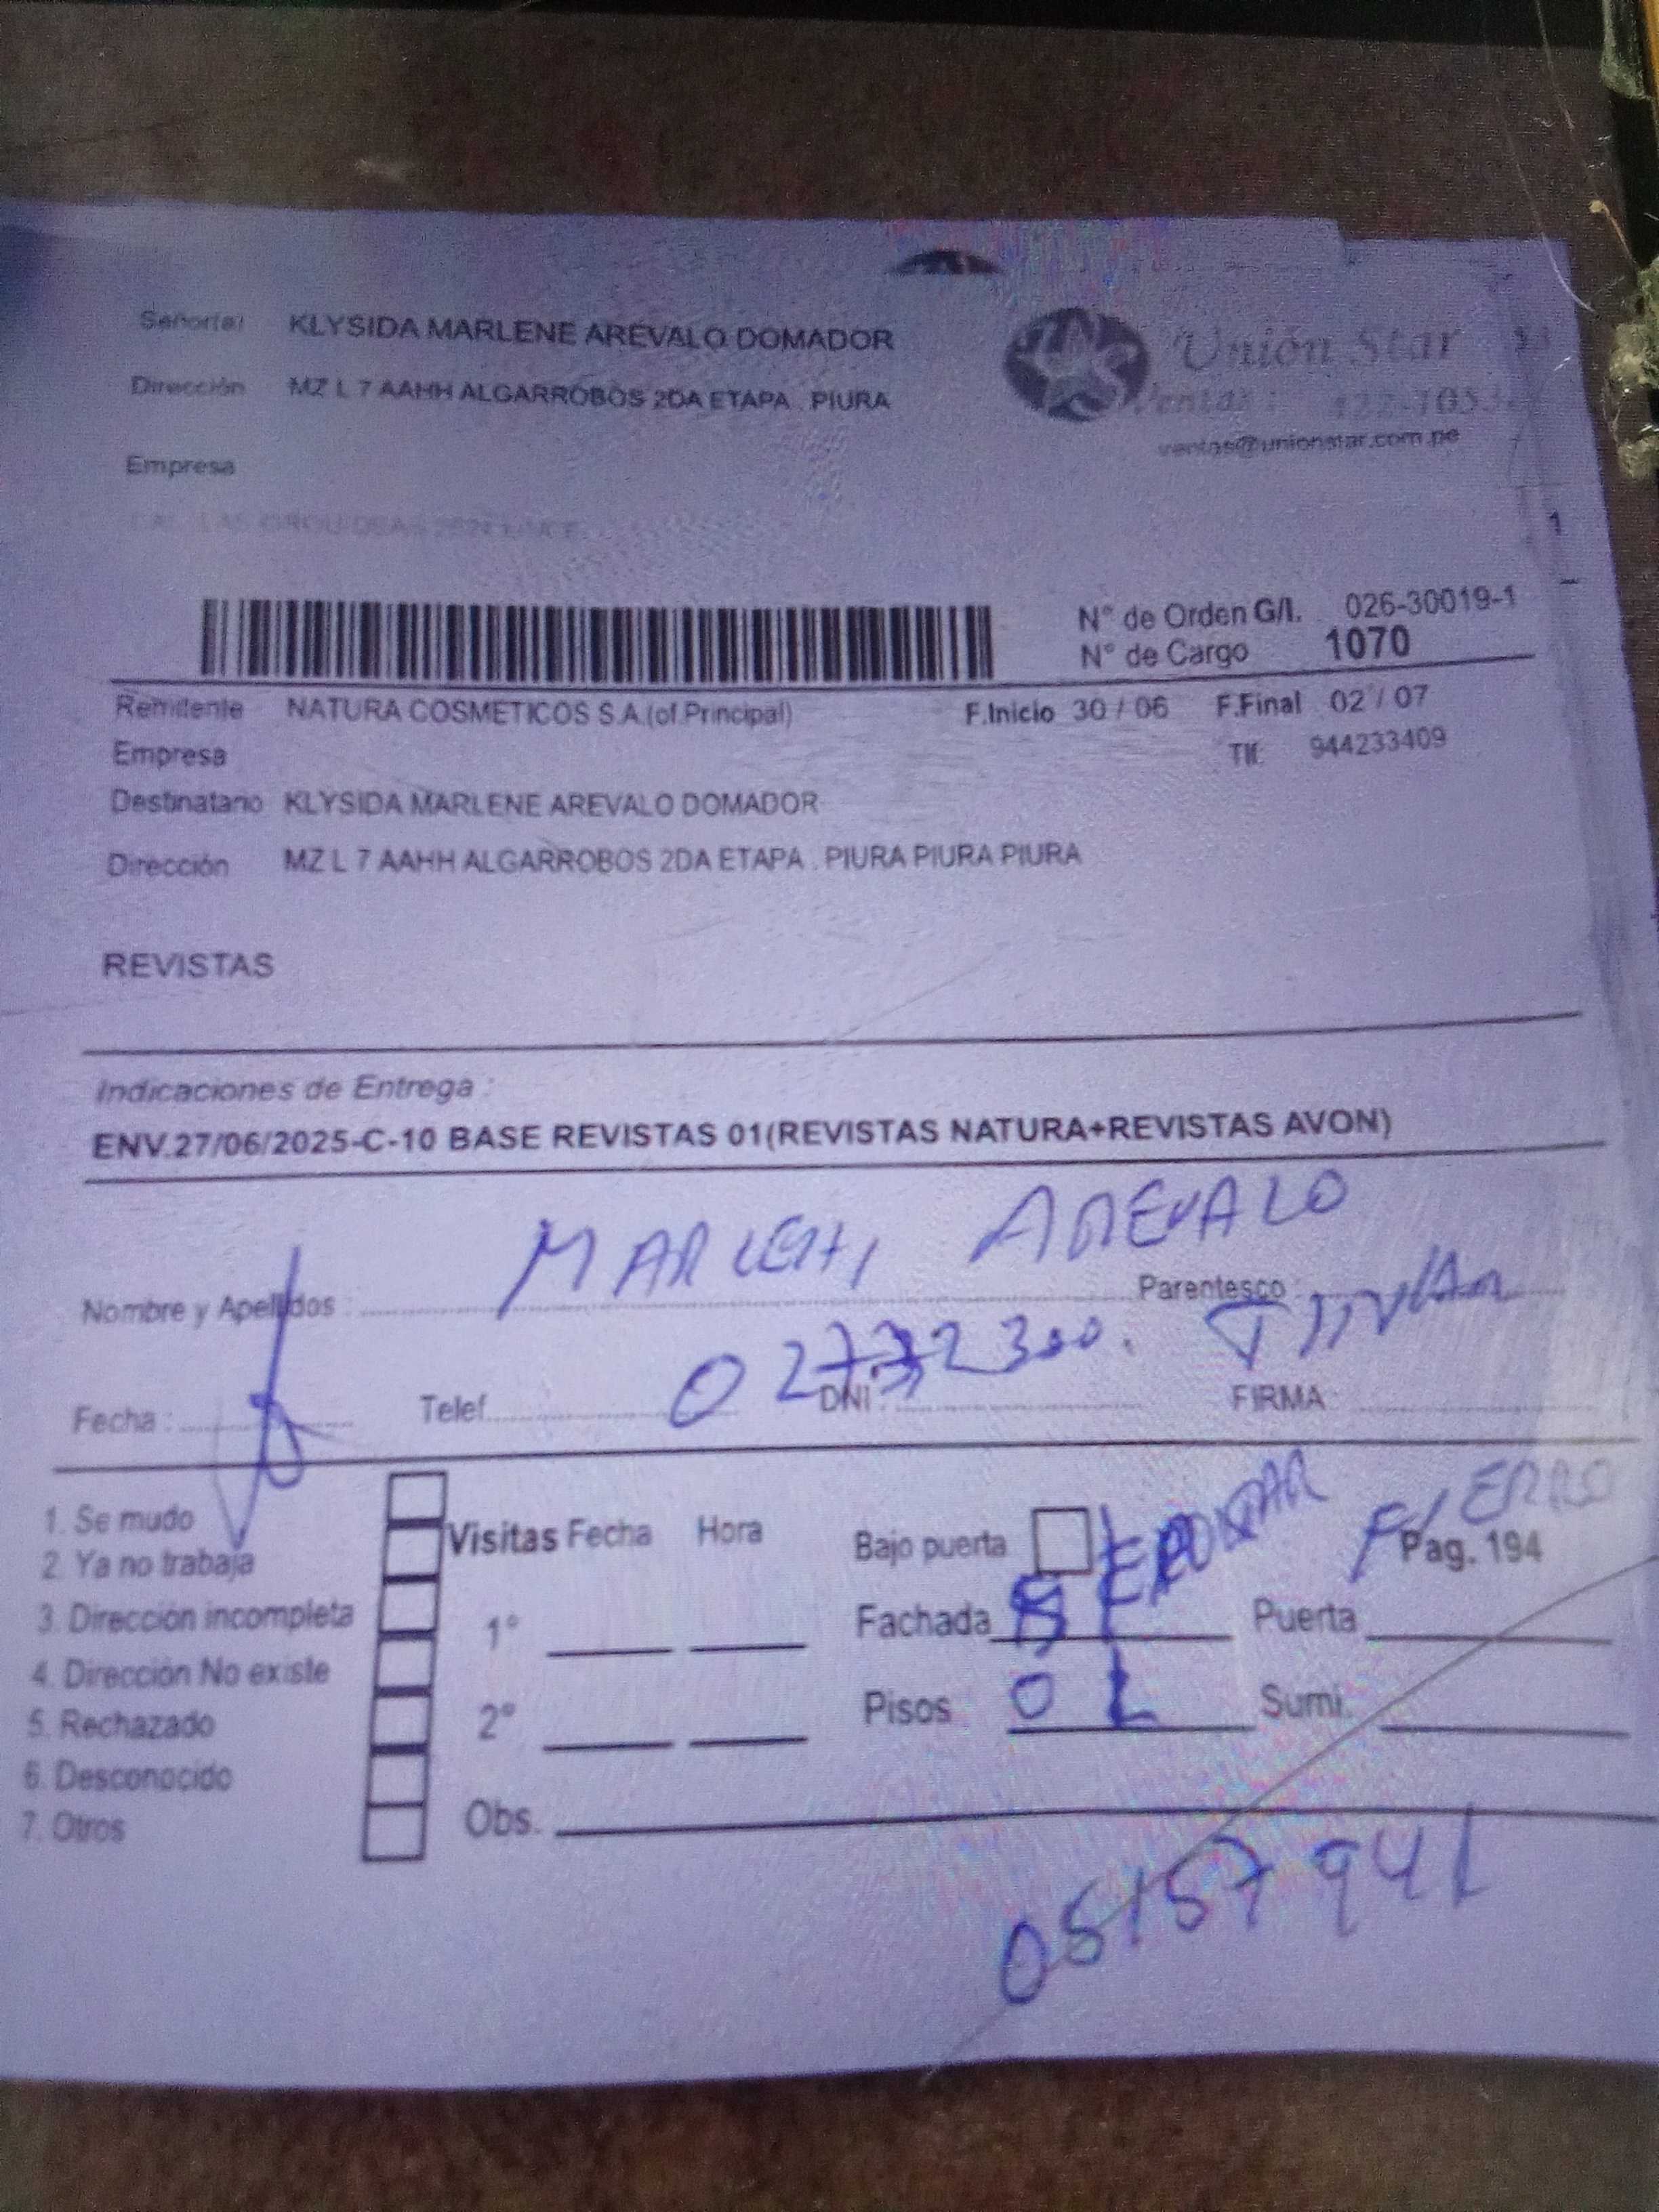 Señor(a) KLYSIDA MARLENE AREVALO DOMADOR
Unión Star
Dirección MZ L 7 AAHH ALGARROBOS 2DA ETAPA . PIURA
Ventas :
ventas@unionstar.com.pe
Empresa
1
N° de Orden G/I. 026-30019-1
N° de Cargo 1070
Remitente NATURA COSMETICOS S.A.(of.Principal) F.Inicio 30 / 06 F.Final 02 / 07
Empresa Tlf: 944233409
Destinatario KLYSIDA MARLENE AREVALO DOMADOR
Dirección MZ L 7 AAHH ALGARROBOS 2DA ETAPA . PIURA PIURA PIURA
REVISTAS
Indicaciones de Entrega :
ENV.27/06/2025-C-10 BASE REVISTAS 01(REVISTAS NATURA+REVISTAS AVON)
AREVALO
Nombre y Apellidos : Parentesco :
Fecha : Telef. DNI : FIRMA :
1. Se mudo
2. Ya no trabaja
3. Dirección incompleta
4. Dirección No existe
5. Rechazado
6. Desconocido
7. Otros
Visitas Fecha Hora
1°
2°
Obs.
Bajo puerta F/ERRO
Pag. 194
Fachada Puerta
Pisos 01 Sumi.